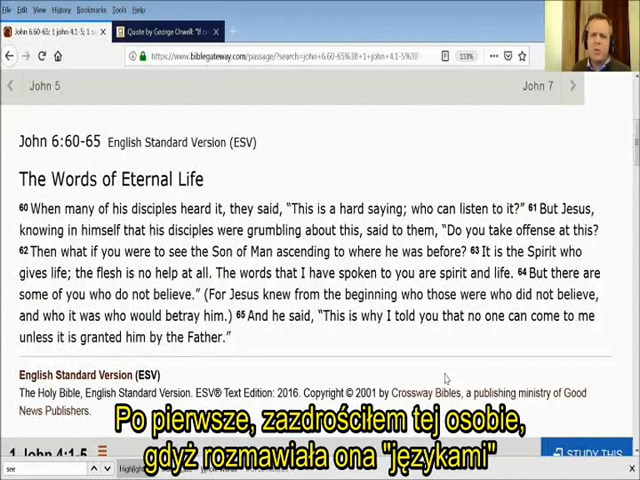 File Edit View History Bookmarks Tools Help
John 6:60-65; 1 john 4:1-5; 1
Quote by George Orwell: "If
https://www.biblegateway.com/passage/?search=john+6.60-65%3B+1+john+4.1-5%3B
133%
John 5
John 7
John 6:60-65 English Standard Version (ESV)
The Words of Eternal Life
60 When many of his disciples heard it, they said, “This is a hard saying; who can listen to it?” 61 But Jesus,
knowing in himself that his disciples were grumbling about this, said to them, “Do you take offense at this?
62 Then what if you were to see the Son of Man ascending to where he was before? 63 It is the Spirit who
gives life; the flesh is no help at all. The words that I have spoken to you are spirit and life. 64 But there are
some of you who do not believe.” (For Jesus knew from the beginning who those were who did not believe,
and who it was who would betray him.) 65 And he said, “This is why I told you that no one can come to me
unless it is granted him by the Father.”
English Standard Version (ESV)
The Holy Bible, English Standard Version. ESV® Text Edition: 2016. Copyright © 2001 by Crossway Bibles, a publishing ministry of Good
News Publishers.
Po pierwsze, zazdrościłem tej osobie,
1 John 4:1-5
STUDY THIS
gdyż rozmawiała ona "językami"
see